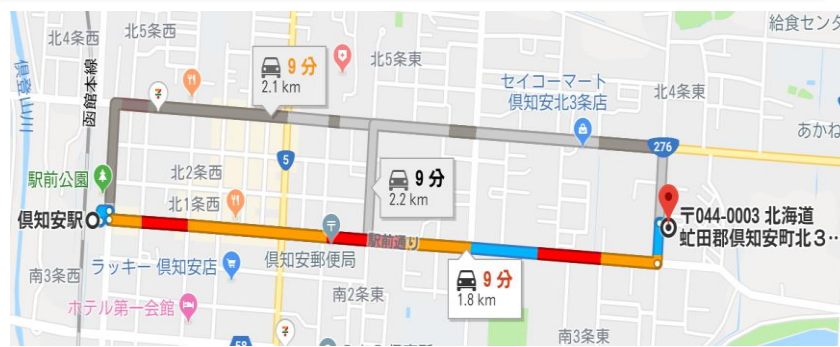 給食センタ
北4条西
北5条西
北5条東
9 分
2.1 km
倶登山川
函館本線
セイコーマート
倶知安北3条店
北4条東
あかね
276
5
駅前公園
北2条西
9 分
2.2 km
北1条西
倶知安駅
〒044-0003 北海道
虻田郡倶知安町北3…
駅前通り
南3条西
ラッキー 倶知安店
倶知安郵便局
9 分
1.8 km
南2条東
ホテル第一会館
南3条東
58